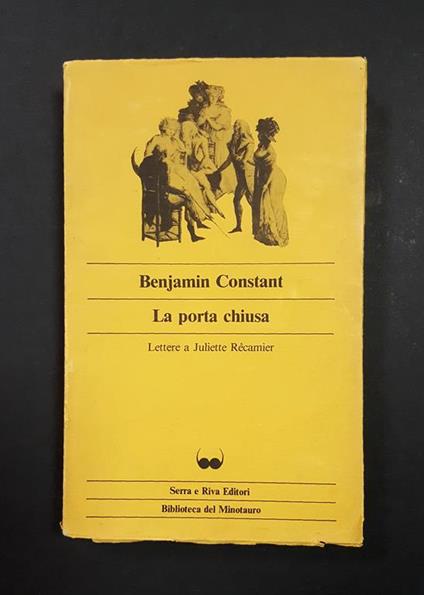 Benjamin Constant
La porta chiusa
Lettere a Juliette Récamier
Serra e Riva Editori
Biblioteca del Minotauro